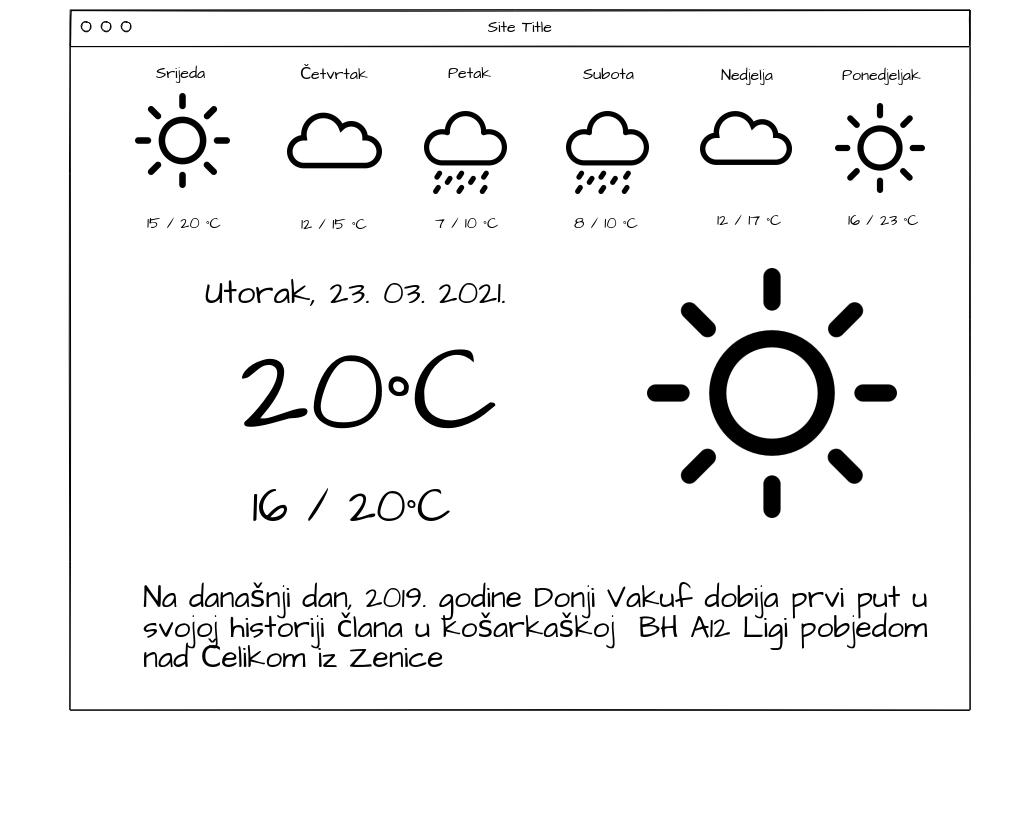 Site Title
Srijeda Četvrtak Petak Subota Nedjelja Ponedjeljak
15 / 20 °C 12 / 15 °C 7 / 10 °C 8 / 10 °C 12 / 17 °C 16 / 23 °C
Utorak, 23. 03. 2021.
20°C
16 / 20°C
Na današnji dan, 2019. godine Donji Vakuf dobija prvi put u
svojoj historiji člana u košarkaškoj BH A12 Ligi pobjedom
nad Čelikom iz Zenice